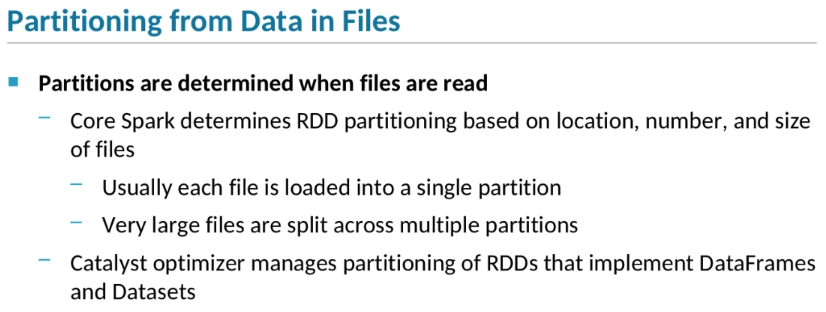 Partitioning from Data in Files
▪ Partitions are determined when files are read
– Core Spark determines RDD partitioning based on location, number, and size
of files
– Usually each file is loaded into a single partition
– Very large files are split across multiple partitions
– Catalyst optimizer manages partitioning of RDDs that implement DataFrames
and Datasets